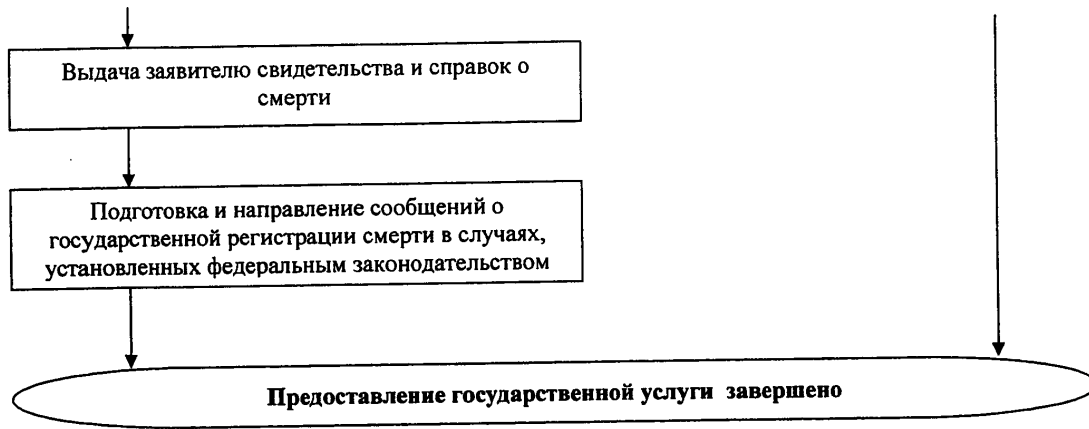 Выдача заявителю свидетельства и справок о
смерти
Подготовка и направление сообщений о
государственной регистрации смерти в случаях,
установленных федеральным законодательством
Предоставление государственной услуги завершено